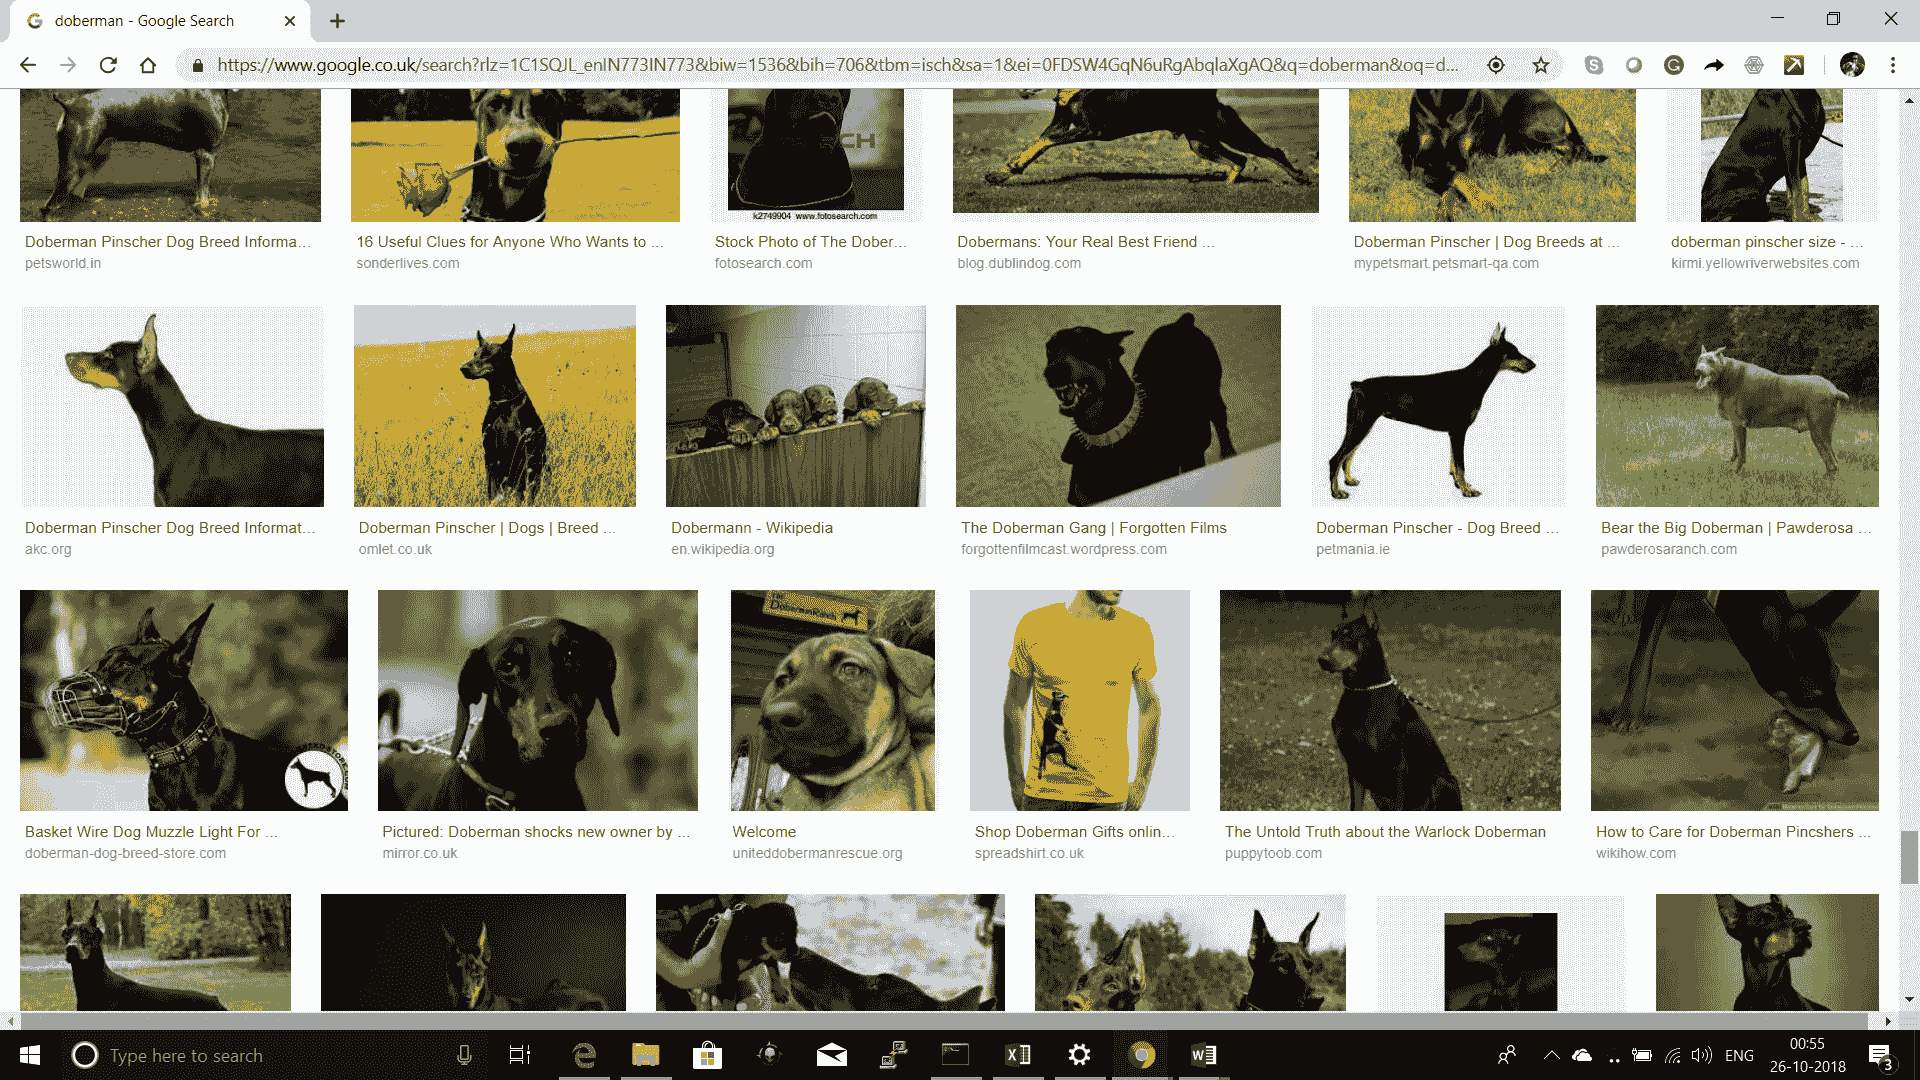 doberman - Google Search
https://www.google.co.uk/search?rlz=1C1SQJL_enIN773IN773&biw=1536&bih=706&tbm=isch&sa=1&ei=0FDSW4GqN6uRgAbqlaXgAQ&q=doberman&oq=d...
RCH
k2749904 www.fotosearch.com
Doberman Pinscher Dog Breed Informa...
16 Useful Clues for Anyone Who Wants to ...
Stock Photo of The Dober...
Dobermans: Your Real Best Friend ...
Doberman Pinscher | Dog Breeds at ...
doberman pinscher size - ...
petsworld.in
sonderlives.com
fotosearch.com
blog.dublindog.com
mypetsmart.petsmart-qa.com
kirmi.yellowriverwebsites.com
Doberman Pinscher Dog Breed Informat...
Doberman Pinscher | Dogs | Breed ...
Dobermann - Wikipedia
The Doberman Gang | Forgotten Films
Doberman Pinscher - Dog Breed ...
Bear the Big Doberman | Pawderosa ...
akc.org
omlet.co.uk
en.wikipedia.org
forgottenfilmcast.wordpress.com
petmania.ie
pawderosaranch.com
Basket Wire Dog Muzzle Light For ...
Pictured: Doberman shocks new owner by ...
Welcome
Shop Doberman Gifts onlin...
The Untold Truth about the Warlock Doberman
How to Care for Doberman Pincshers ...
doberman-dog-breed-store.com
mirror.co.uk
uniteddobermanrescue.org
spreadshirt.co.uk
puppytoob.com
wikihow.com
Type here to search
ENG
00:55
26-10-2018
3